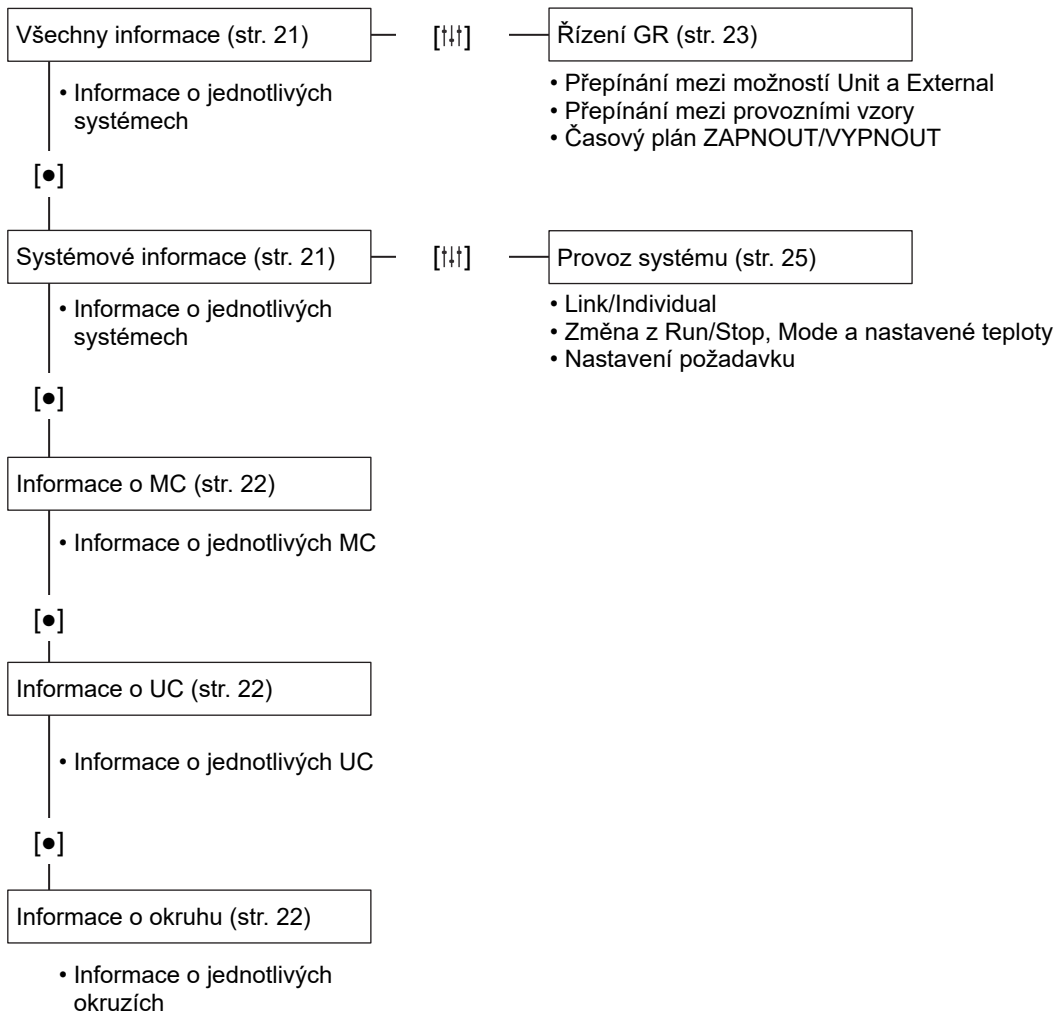 Všechny informace (str. 21)
[⫯⫰⫯]
Řízení GR (str. 23)
• Informace o jednotlivých
systémech
• Přepínání mezi možností Unit a External
• Přepínání mezi provozními vzory
• Časový plán ZAPNOUT/VYPNOUT
[●]
Systémové informace (str. 21)
[⫯⫰⫯]
Provoz systému (str. 25)
• Informace o jednotlivých
systémech
• Link/Individual
• Změna z Run/Stop, Mode a nastavené teploty
• Nastavení požadavku
[●]
Informace o MC (str. 22)
• Informace o jednotlivých MC
[●]
Informace o UC (str. 22)
• Informace o jednotlivých UC
[●]
Informace o okruhu (str. 22)
• Informace o jednotlivých
okruzích